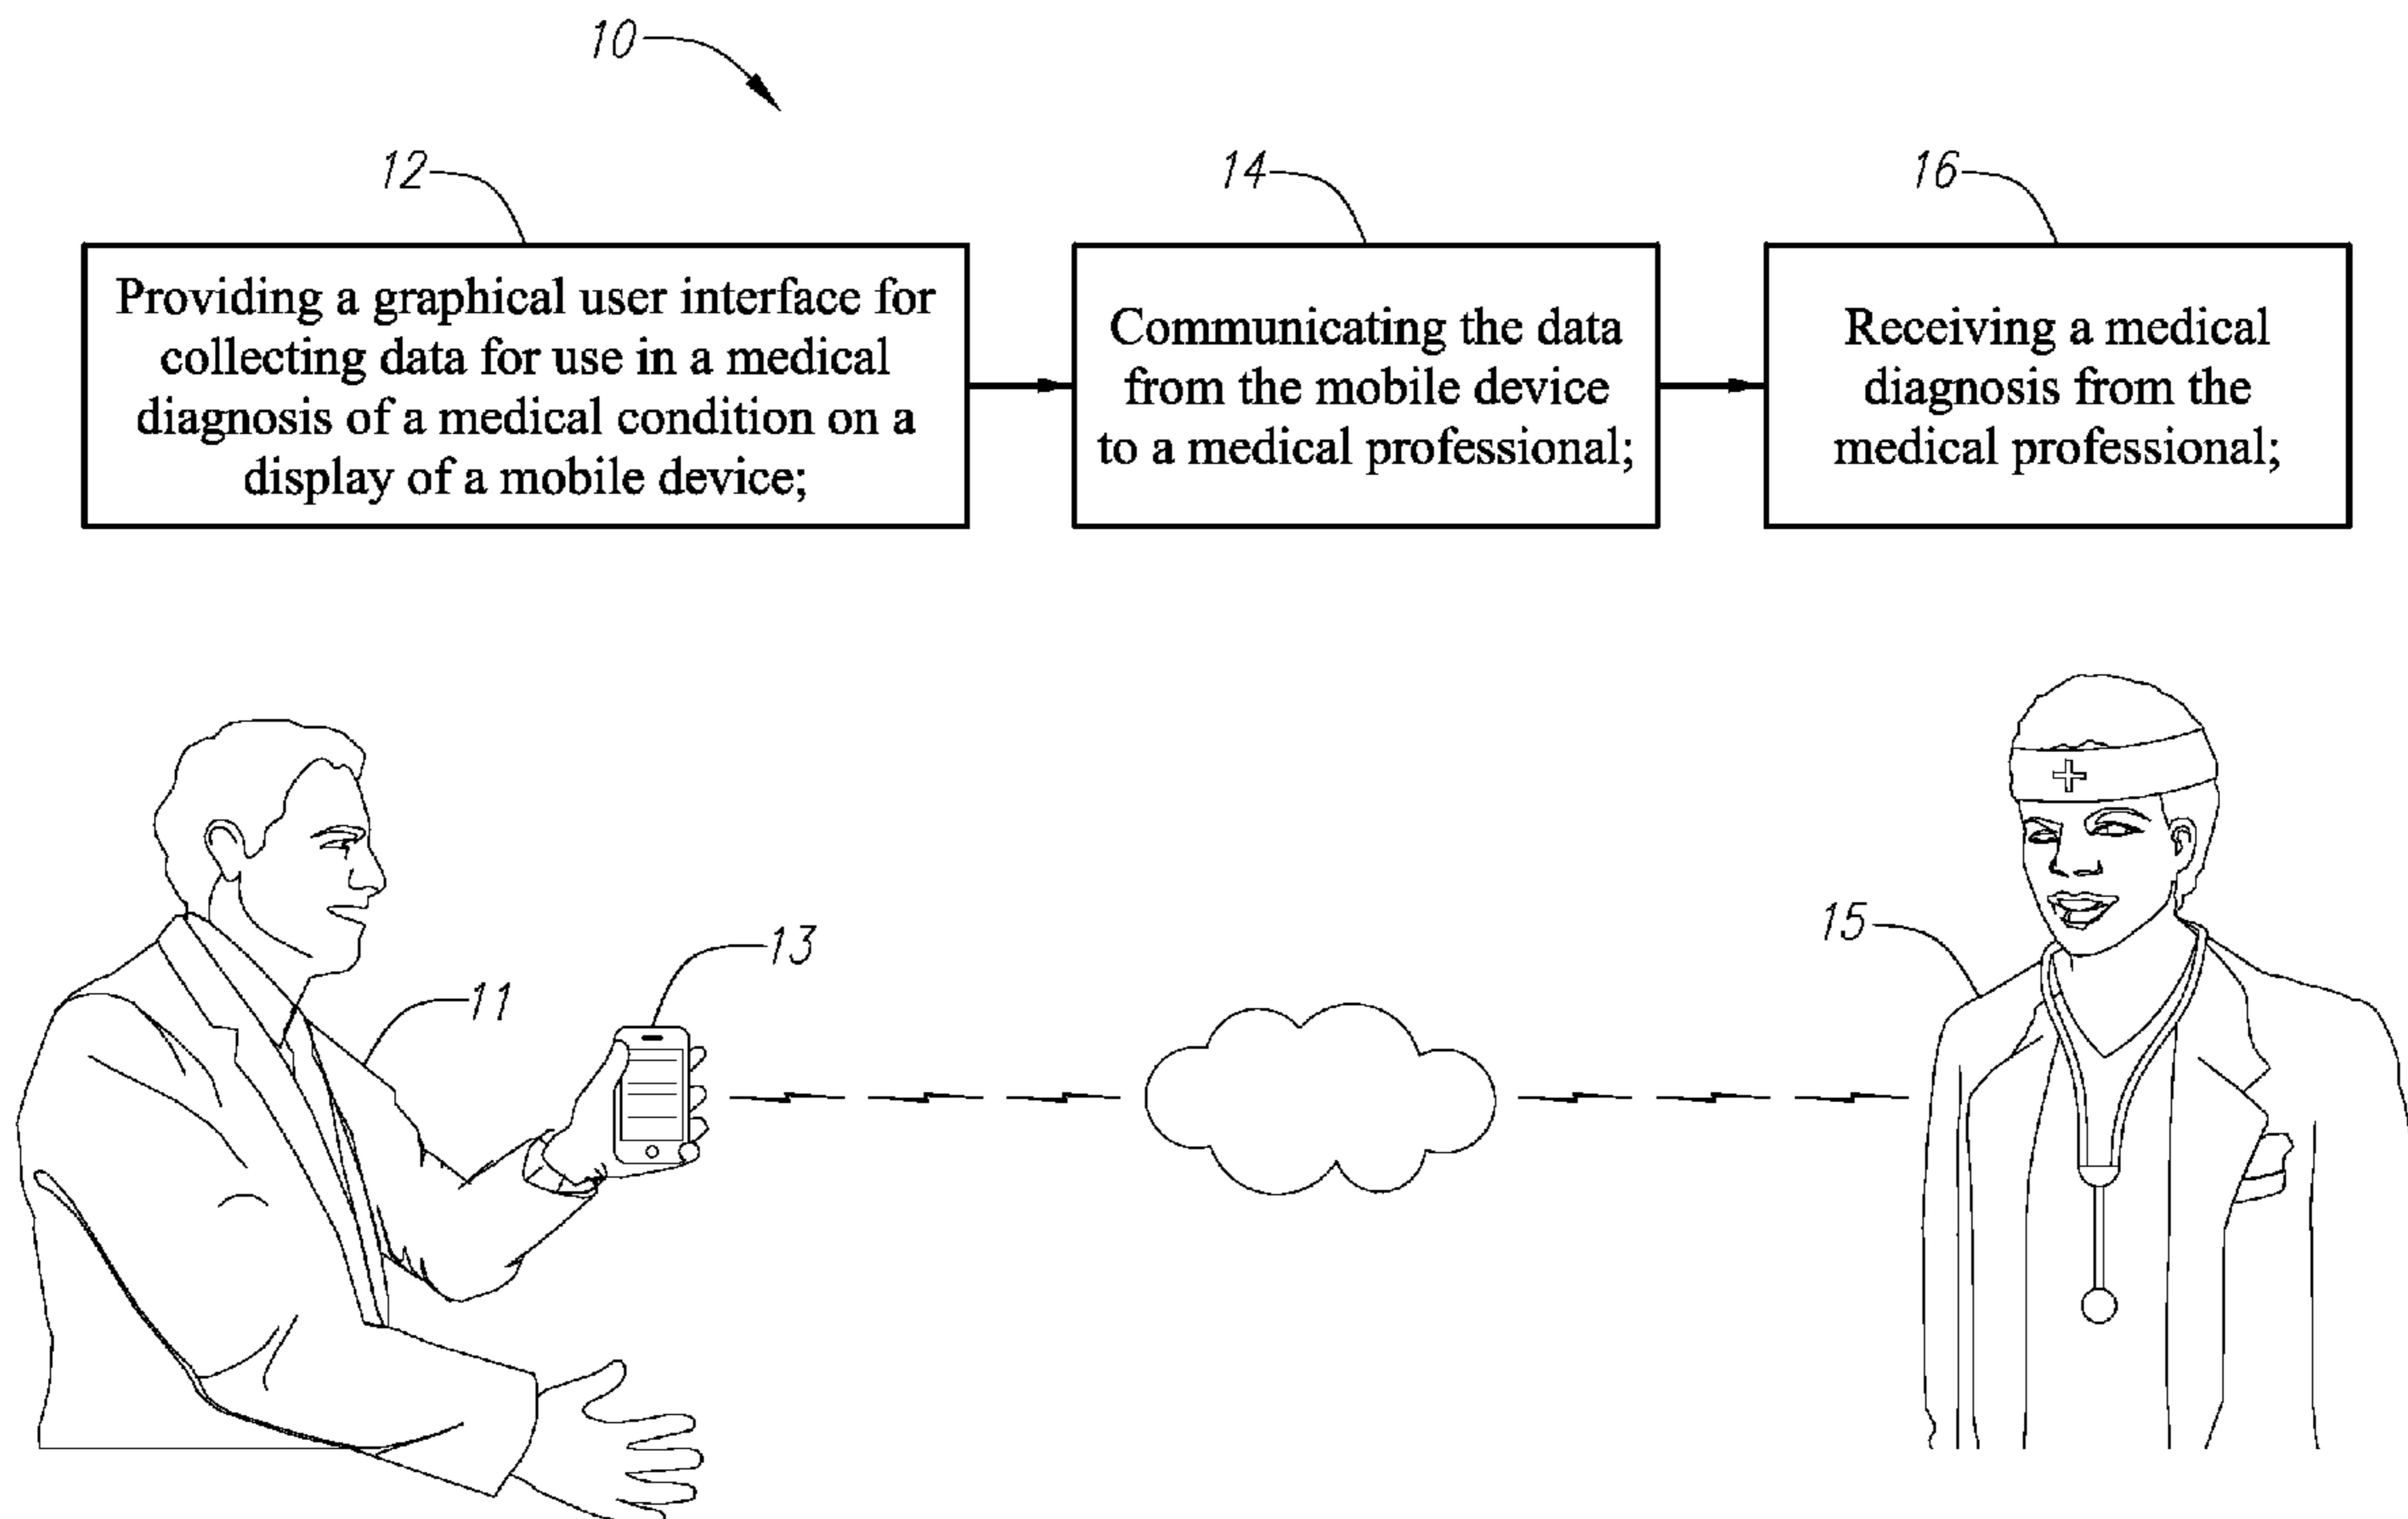 10
12
14
16
Providing a graphical user interface for
collecting data for use in a medical
diagnosis of a medical condition on a
display of a mobile device;
Communicating the data
from the mobile device
to a medical professional;
Receiving a medical
diagnosis from the
medical professional;
11
13
15